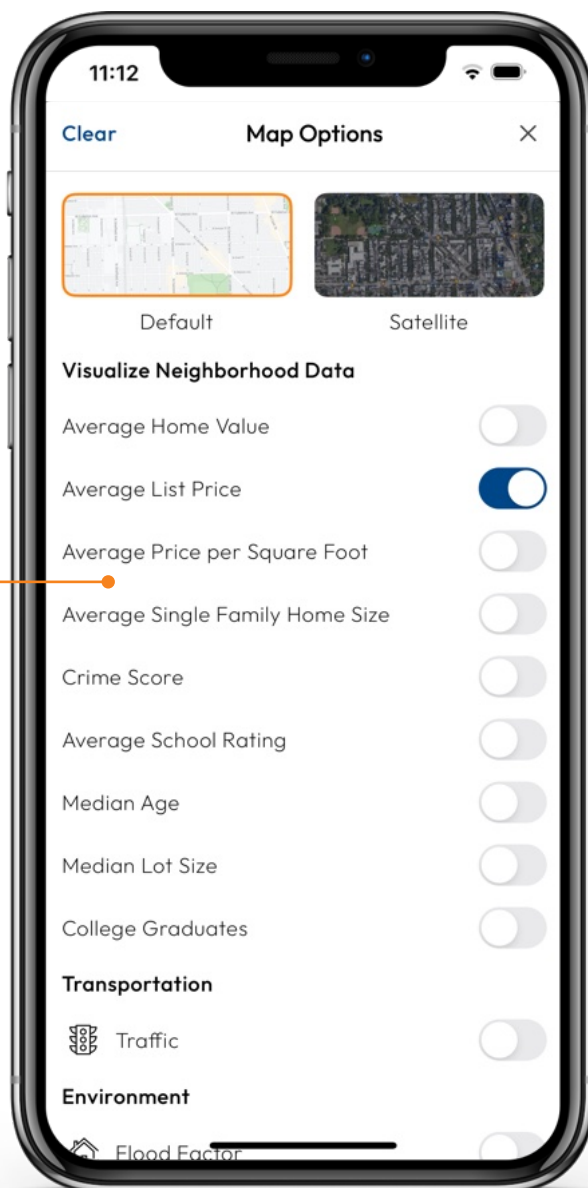 11:12
Clear
Map Options
Default
Satellite
Visualize Neighborhood Data
Average Home Value
Average List Price
Average Price per Square Foot
Average Single Family Home Size
Crime Score
Average School Rating
Median Age
Median Lot Size
College Graduates
Transportation
Traffic
Environment
Flood Factor